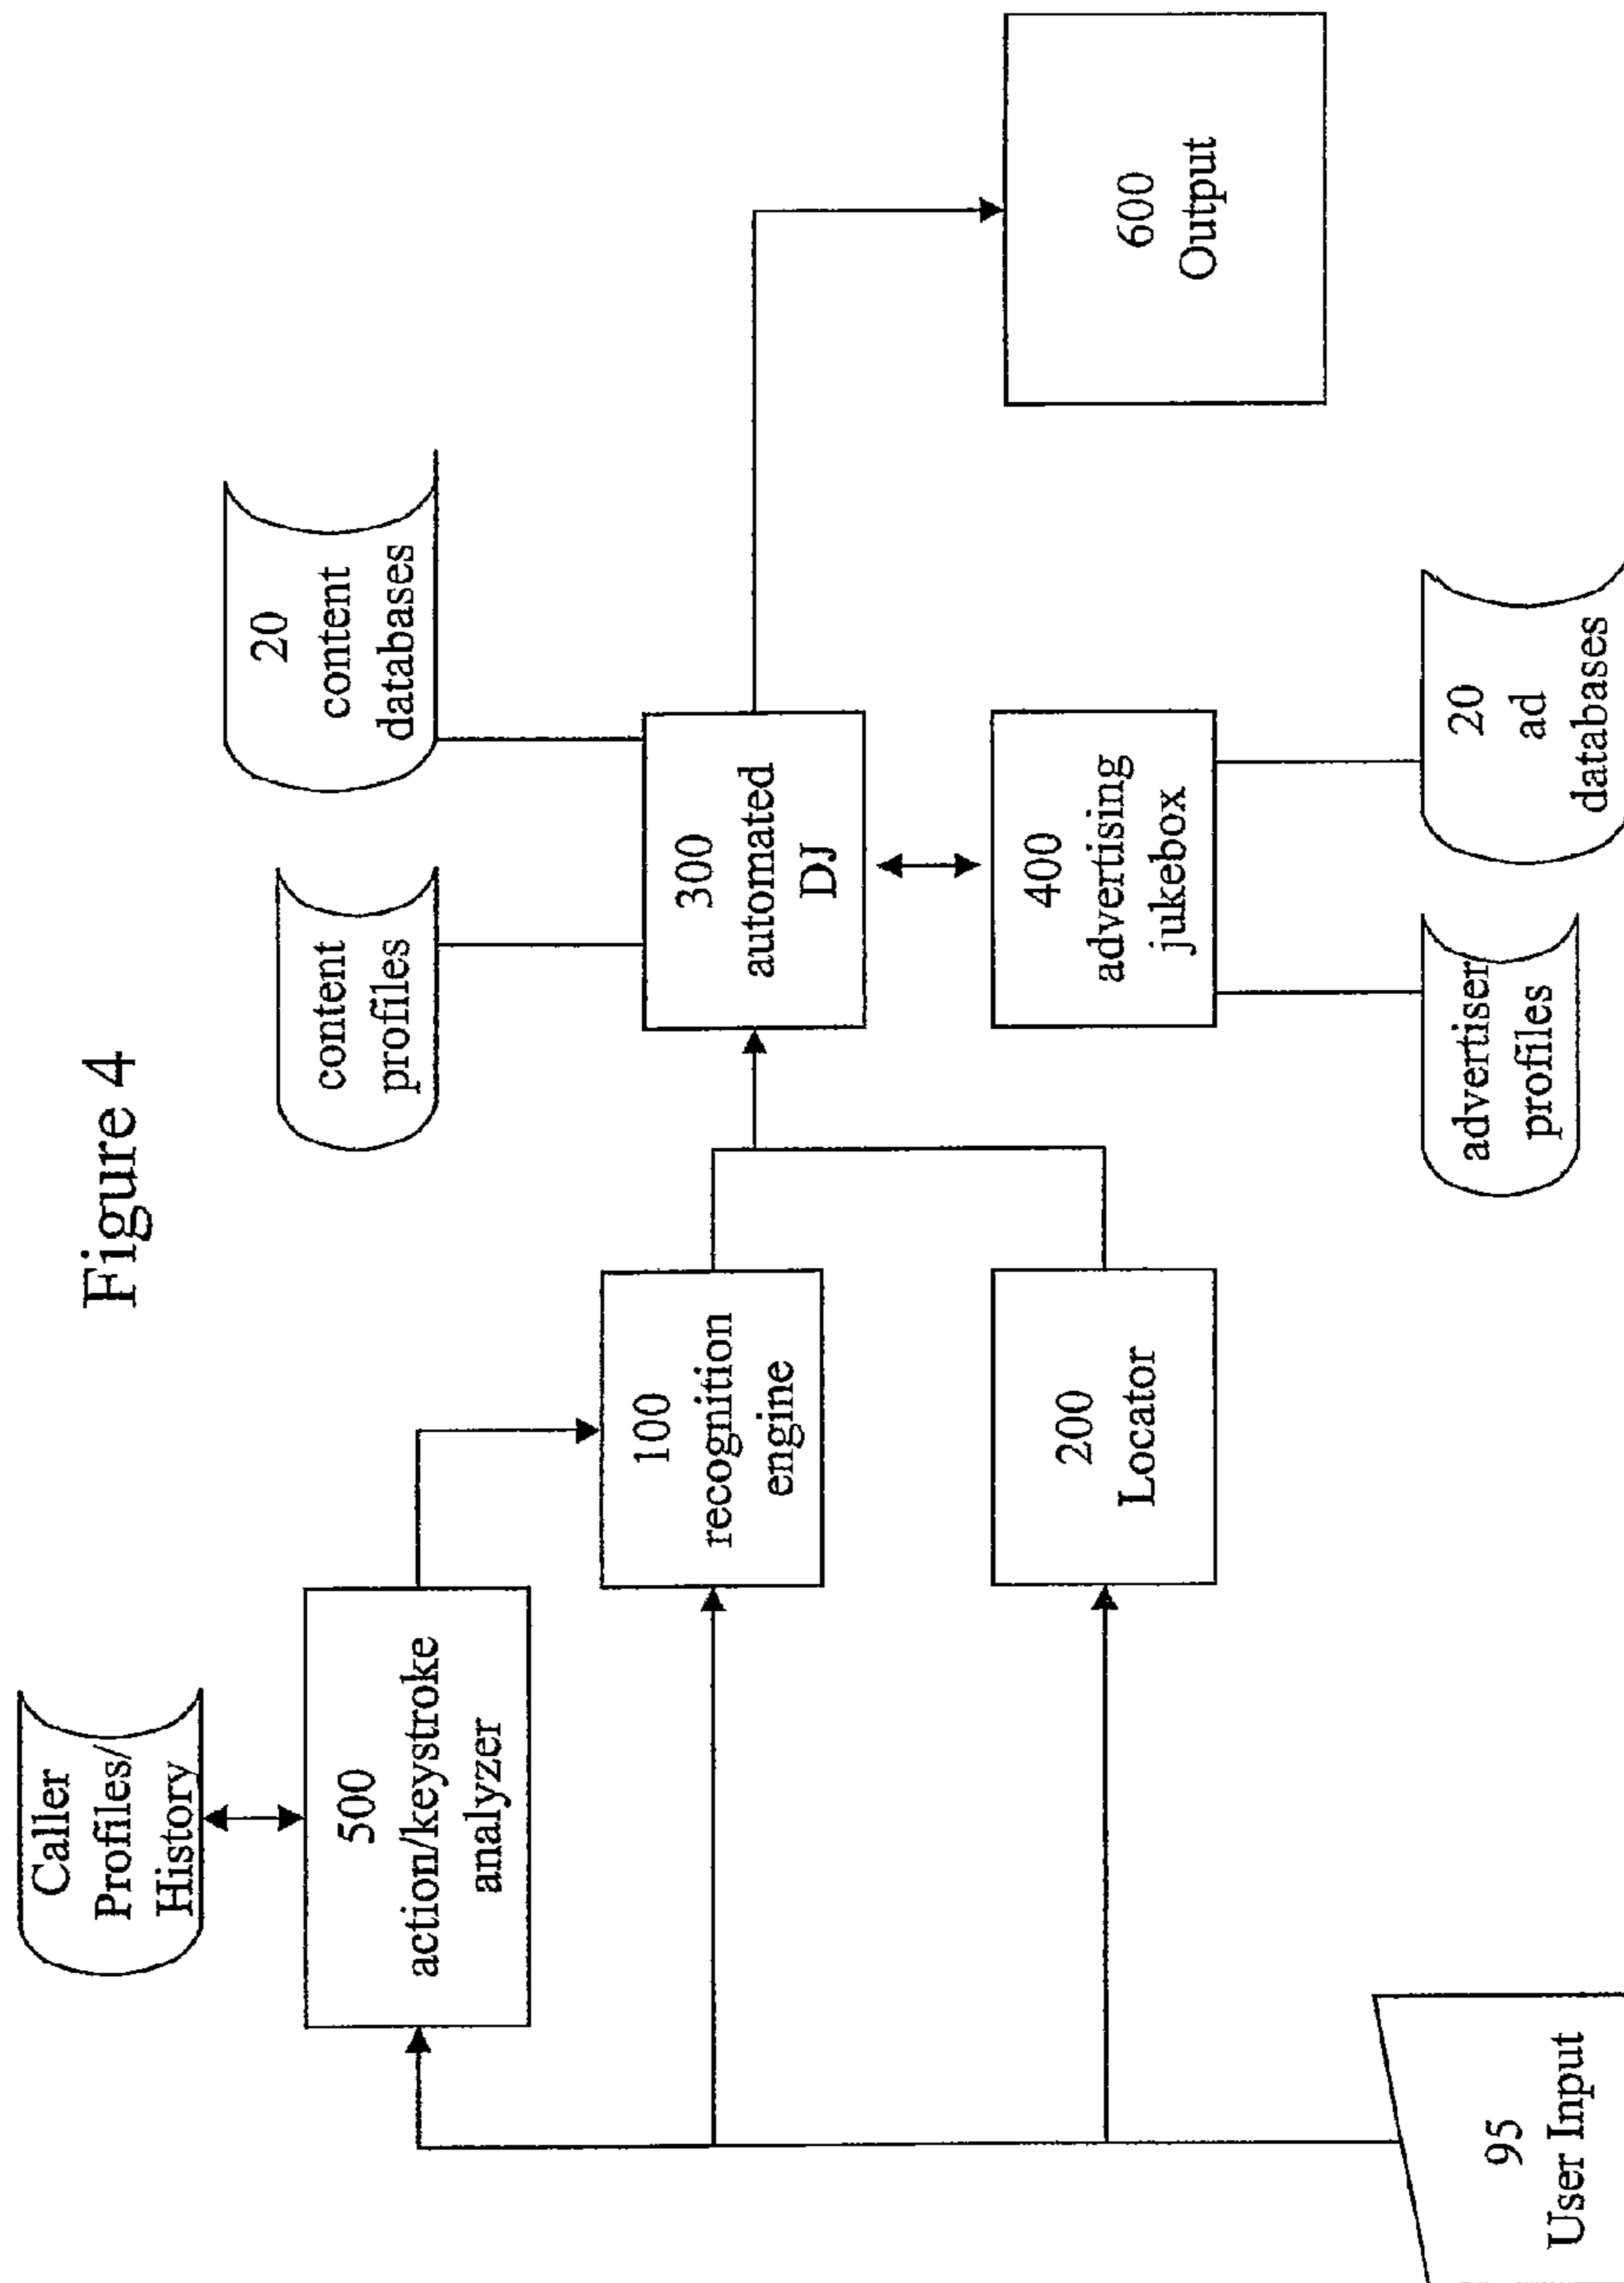 Figure 4
Caller
Profiles/
History
500
action/keystroke
analyzer
100
recognition
engine
200
Locator
95
User Input
content
profiles
20
content
databases
300
automated
DJ
400
advertising
jukebox
advertiser
profiles
20
ad
databases
600
Output